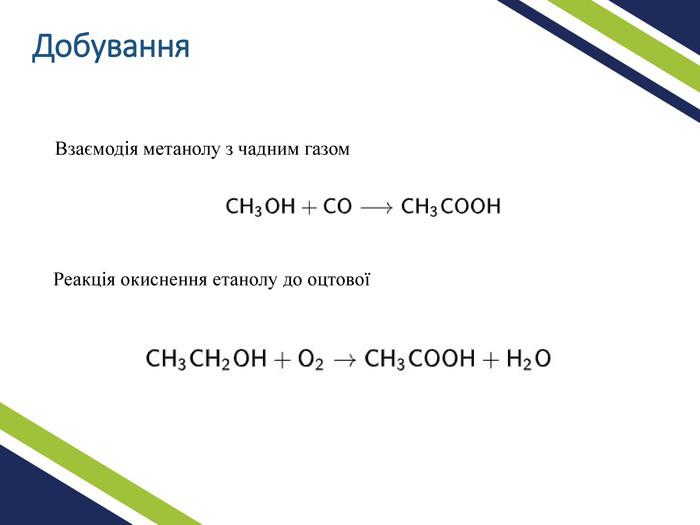 Добування
Взаємодія метанолу з чадним газом
CH₃OH + CO ⟶ CH₃COOH
Реакція окиснення етанолу до оцтової
CH₃CH₂OH + O₂ → CH₃COOH + H₂O